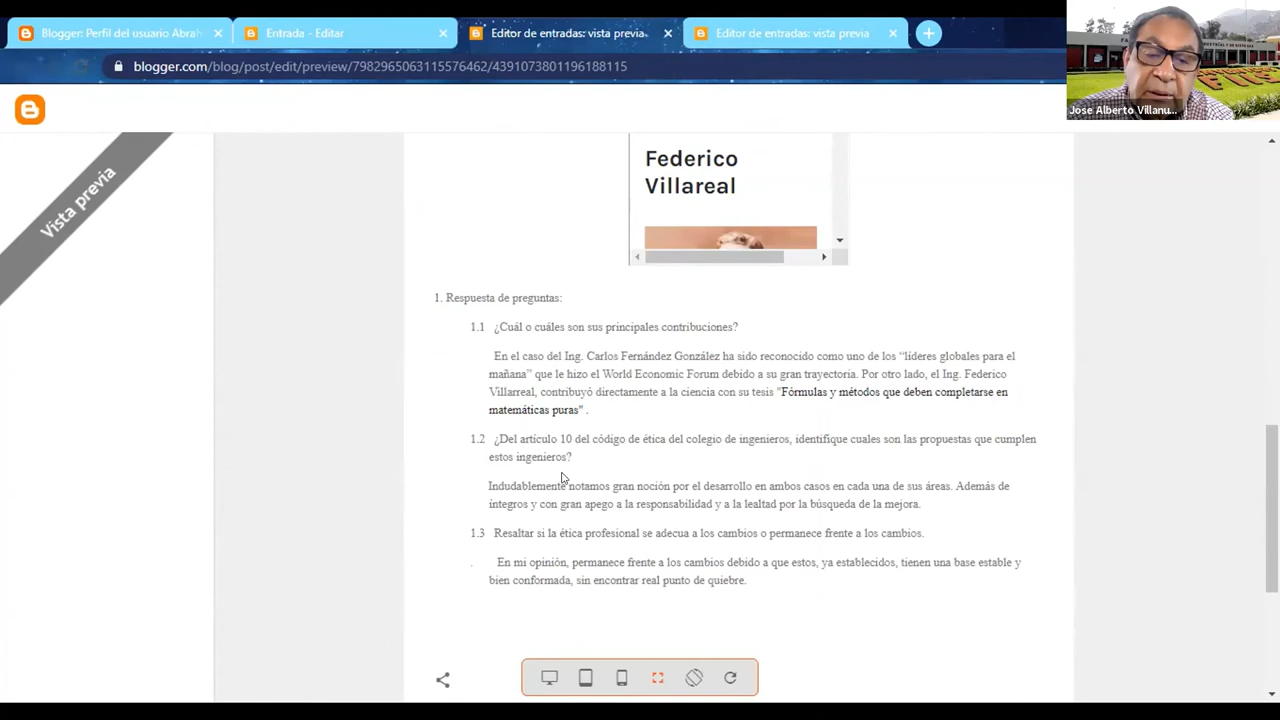 Blogger: Perfil del usuario Abrah
Entrada - Editar
Editor de entradas: vista previa
Editor de entradas: vista previa
blogger.com/blog/post/edit/preview/7982965063115576462/4391073801196188115
Jose Alberto Villanu...
Vista previa
Federico
Villareal
1. Respuesta de preguntas:
1.1 ¿Cuál o cuáles son sus principales contribuciones?
En el caso del Ing. Carlos Fernández González ha sido reconocido como uno de los “líderes globales para el
mañana” que le hizo el World Economic Forum debido a su gran trayectoria. Por otro lado, el Ing. Federico
Villarreal, contribuyó directamente a la ciencia con su tesis "Fórmulas y métodos que deben completarse en
matemáticas puras" .
1.2 ¿Del artículo 10 del código de ética del colegio de ingenieros, identifique cuales son las propuestas que cumplen
estos ingenieros?
Indudablemente notamos gran noción por el desarrollo en ambos casos en cada una de sus áreas. Además de
íntegros y con gran apego a la responsabilidad y a la lealtad por la búsqueda de la mejora.
1.3 Resaltar si la ética profesional se adecua a los cambios o permanece frente a los cambios.
. En mi opinión, permanece frente a los cambios debido a que estos, ya establecidos, tienen una base estable y
bien conformada, sin encontrar real punto de quiebre.